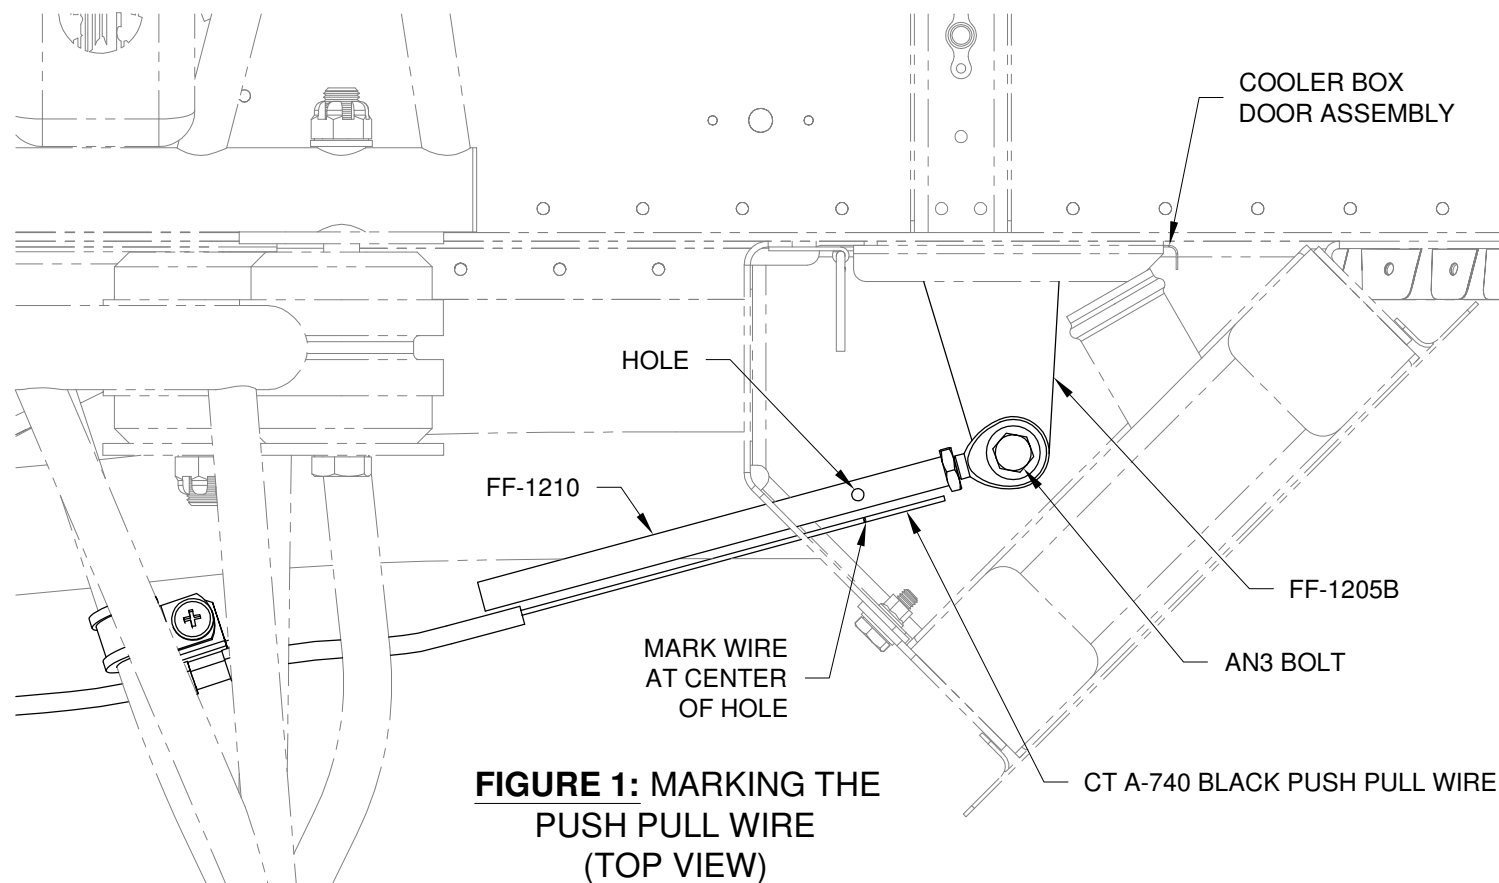 COOLER BOX
DOOR ASSEMBLY
HOLE
FF-1210
FF-1205B
MARK WIRE
AT CENTER
OF HOLE
AN3 BOLT
CT A-740 BLACK PUSH PULL WIRE
FIGURE 1: MARKING THE
PUSH PULL WIRE
(TOP VIEW)